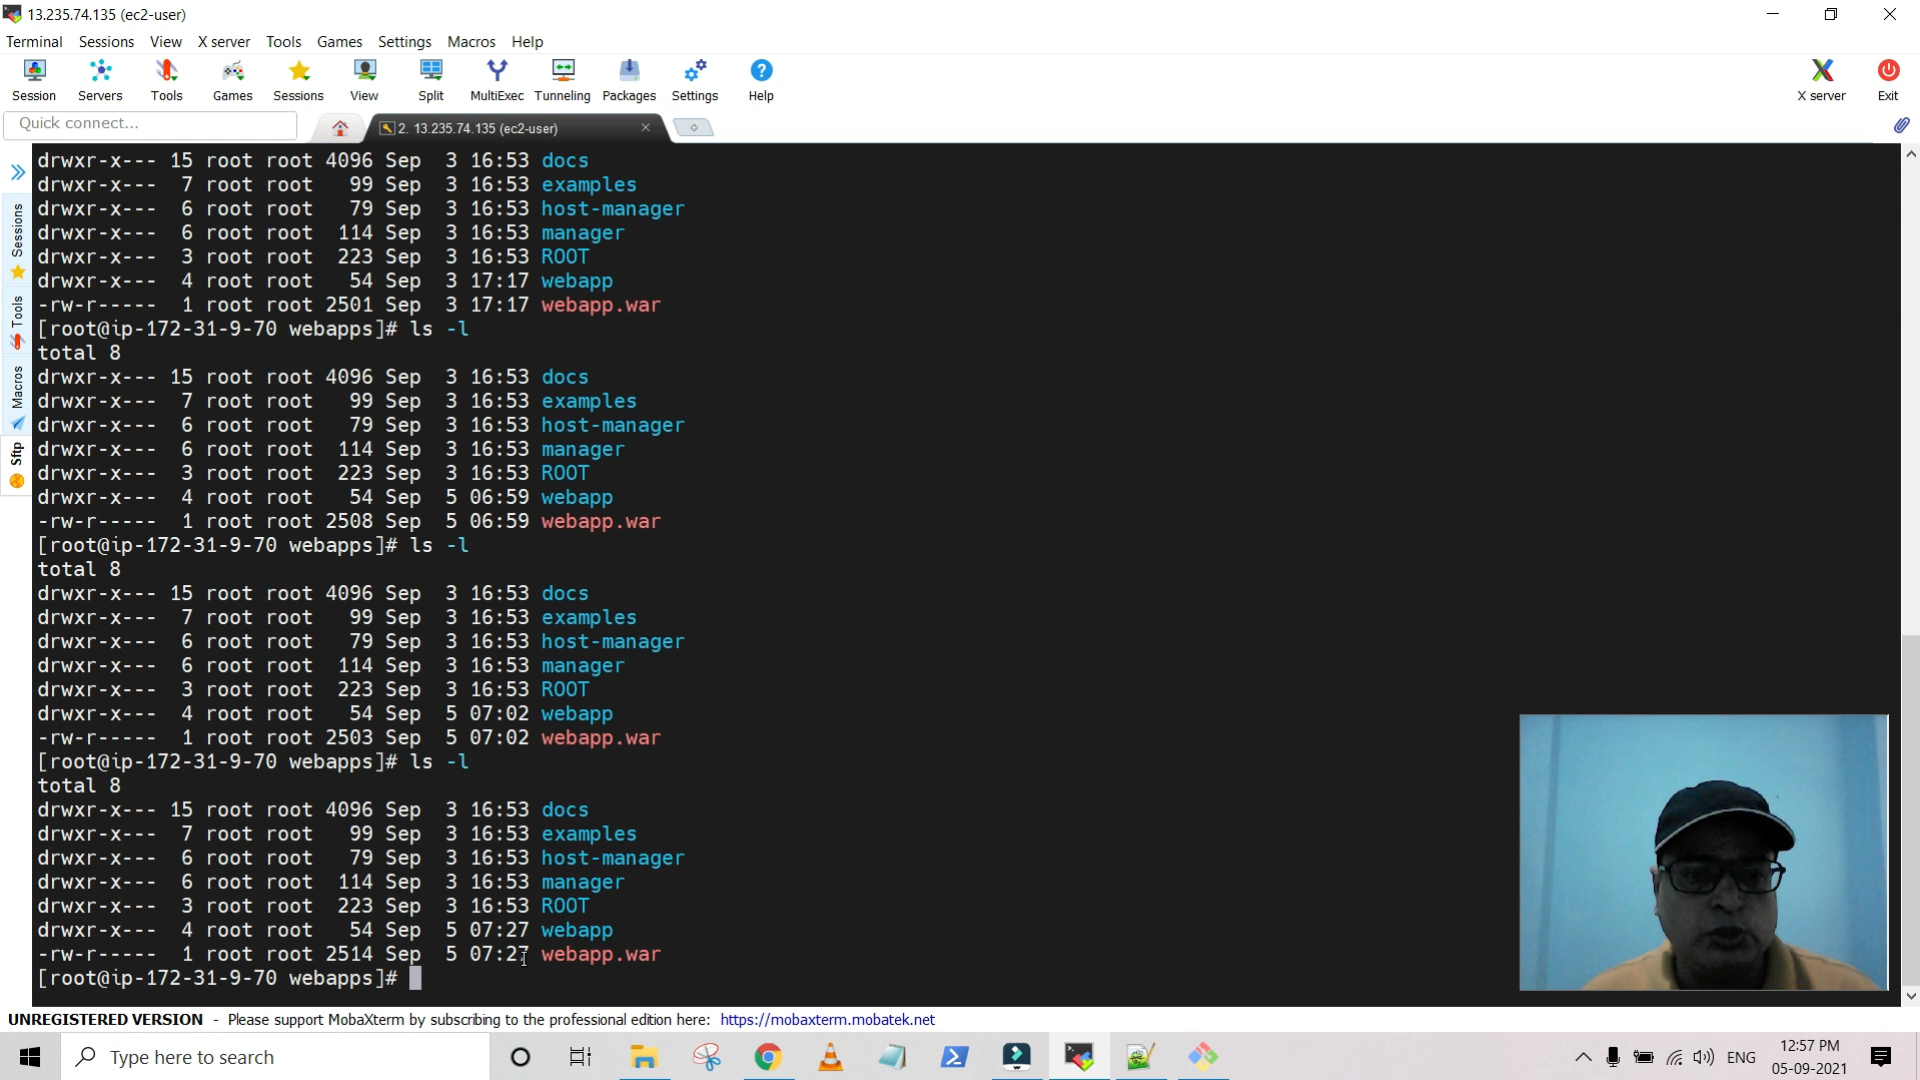 13.235.74.135 (ec2-user)
Terminal Sessions View X server Tools Games Settings Macros Help
Session Servers Tools Games Sessions View Split MultiExec Tunneling Packages Settings Help X server Exit
Quick connect...
2. 13.235.74.135 (ec2-user)
Sessions
Tools
Macros
Sftp
drwxr-x--- 15 root root 4096 Sep  3 16:53 docs
drwxr-x---  7 root root   99 Sep  3 16:53 examples
drwxr-x---  6 root root   79 Sep  3 16:53 host-manager
drwxr-x---  6 root root  114 Sep  3 16:53 manager
drwxr-x---  3 root root  223 Sep  3 16:53 ROOT
drwxr-x---  4 root root   54 Sep  3 17:17 webapp
-rw-r-----  1 root root 2501 Sep  3 17:17 webapp.war
[root@ip-172-31-9-70 webapps]# ls -l
total 8
drwxr-x--- 15 root root 4096 Sep  3 16:53 docs
drwxr-x---  7 root root   99 Sep  3 16:53 examples
drwxr-x---  6 root root   79 Sep  3 16:53 host-manager
drwxr-x---  6 root root  114 Sep  3 16:53 manager
drwxr-x---  3 root root  223 Sep  3 16:53 ROOT
drwxr-x---  4 root root   54 Sep  5 06:59 webapp
-rw-r-----  1 root root 2508 Sep  5 06:59 webapp.war
[root@ip-172-31-9-70 webapps]# ls -l
total 8
drwxr-x--- 15 root root 4096 Sep  3 16:53 docs
drwxr-x---  7 root root   99 Sep  3 16:53 examples
drwxr-x---  6 root root   79 Sep  3 16:53 host-manager
drwxr-x---  6 root root  114 Sep  3 16:53 manager
drwxr-x---  3 root root  223 Sep  3 16:53 ROOT
drwxr-x---  4 root root   54 Sep  5 07:02 webapp
-rw-r-----  1 root root 2503 Sep  5 07:02 webapp.war
[root@ip-172-31-9-70 webapps]# ls -l
total 8
drwxr-x--- 15 root root 4096 Sep  3 16:53 docs
drwxr-x---  7 root root   99 Sep  3 16:53 examples
drwxr-x---  6 root root   79 Sep  3 16:53 host-manager
drwxr-x---  6 root root  114 Sep  3 16:53 manager
drwxr-x---  3 root root  223 Sep  3 16:53 ROOT
drwxr-x---  4 root root   54 Sep  5 07:27 webapp
-rw-r-----  1 root root 2514 Sep  5 07:27 webapp.war
[root@ip-172-31-9-70 webapps]#
UNREGISTERED VERSION - Please support MobaXterm by subscribing to the professional edition here: https://mobaxterm.mobatek.net
Type here to search
ENG
12:57 PM
05-09-2021